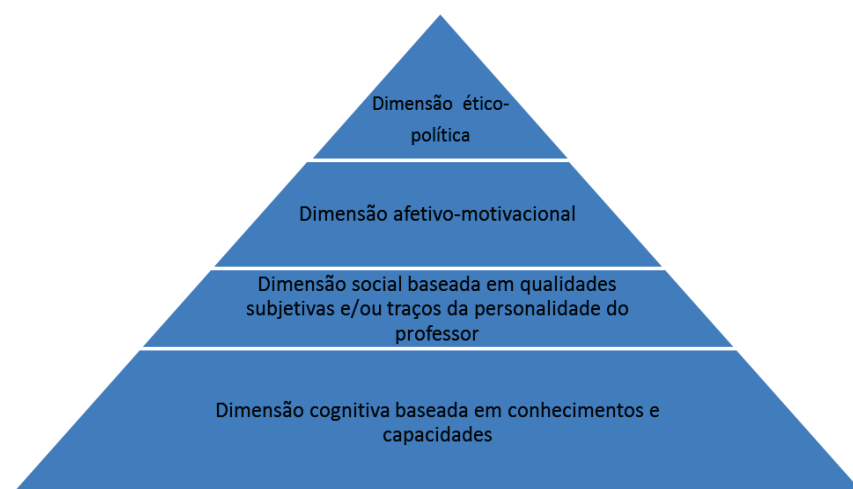 Dimensão ético-
política
Dimensão afetivo-motivacional
Dimensão social baseada em qualidades
subjetivas e/ou traços da personalidade do
professor
Dimensão cognitiva baseada em conhecimentos e
capacidades